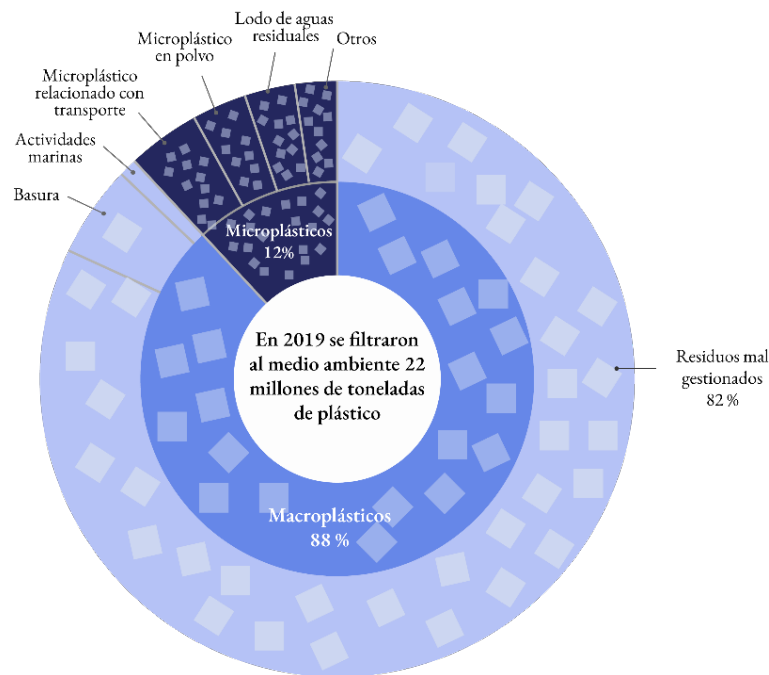 Lodo de aguas
residuales
Otros
Microplástico
en polvo
Microplástico
relacionado con
transporte
Actividades
marinas
Basura
Microplásticos
12%
En 2019 se filtraron
al medio ambiente 22
millones de toneladas
de plástico
Residuos mal
gestionados
82 %
Macroplásticos
88 %